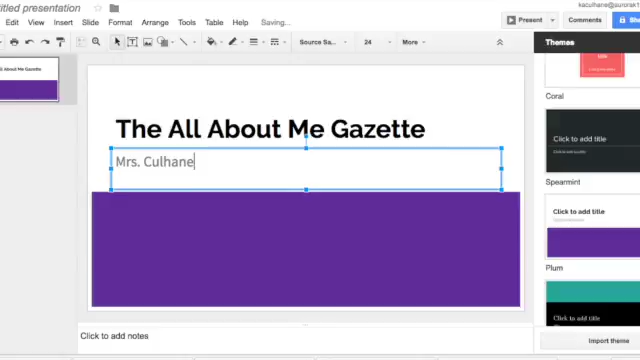 titled presentation
kaculhane@aurorak1
Edit View Insert Slide Format Arrange Tools Table Help Saving...
Present Comments
Source Sa... 24 More
Themes
The All About Me Gazette
Mrs. Culhane
Click to add notes
Coral
Click to add title
Spearmint
Click to add title
Plum
Click to add title
Import theme